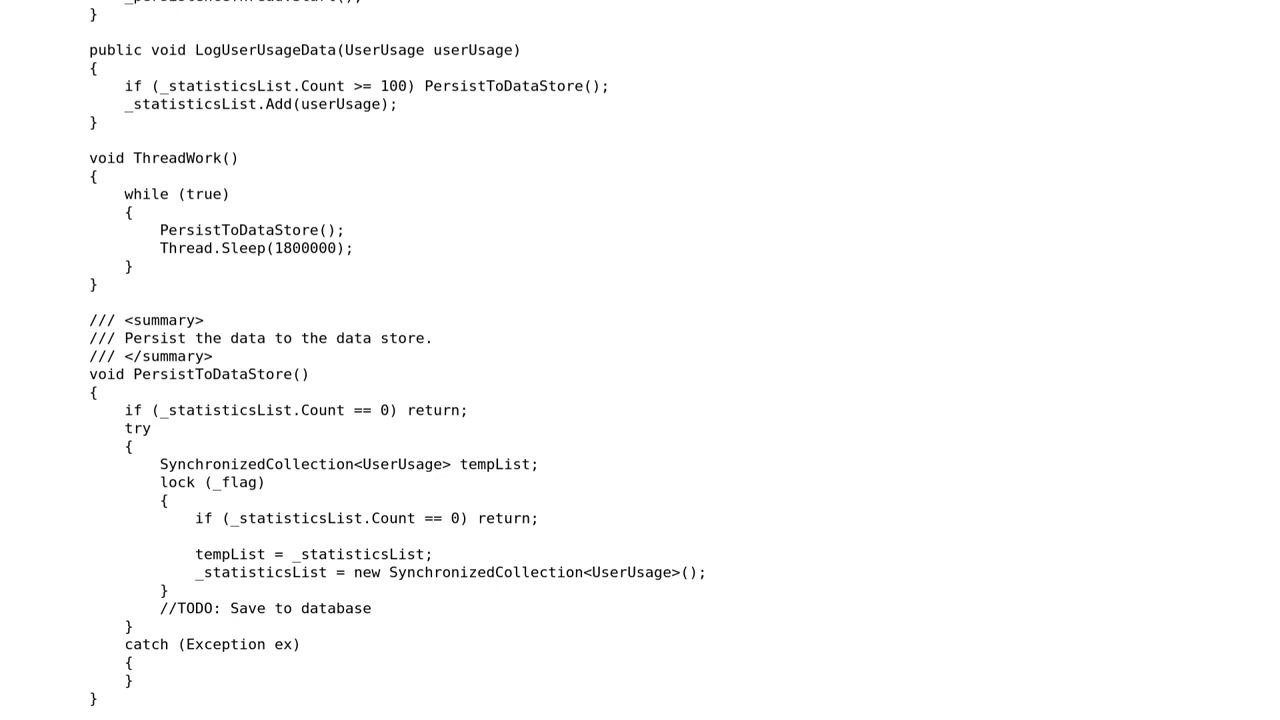 _persistenceThread.Start();
}
public void LogUserUsageData(UserUsage userUsage)
{
if (_statisticsList.Count >= 100) PersistToDataStore();
_statisticsList.Add(userUsage);
}
void ThreadWork()
{
while (true)
{
PersistToDataStore();
Thread.Sleep(1800000);
}
}
/// <summary>
/// Persist the data to the data store.
/// </summary>
void PersistToDataStore()
{
if (_statisticsList.Count == 0) return;
try
{
SynchronizedCollection<UserUsage> tempList;
lock (_flag)
{
if (_statisticsList.Count == 0) return;
tempList = _statisticsList;
_statisticsList = new SynchronizedCollection<UserUsage>();
}
//TODO: Save to database
}
catch (Exception ex)
{
}
}